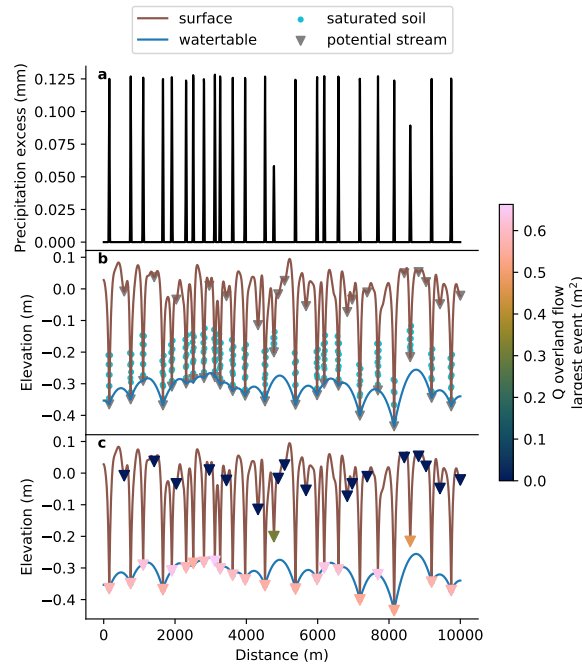 surface
saturated soil
watertable
potential stream
a
0.125
0.100
0.075
0.050
0.025
0.000
Precipitation excess (mm)
b
0.1
0.0
−0.1
−0.2
−0.3
−0.4
Elevation (m)
c
0.1
0.0
−0.1
−0.2
−0.3
−0.4
Elevation (m)
0
2000
4000
6000
8000
10000
Distance (m)
0.6
0.5
0.4
0.3
0.2
0.1
0.0
Q overland flow
largest event (m²)